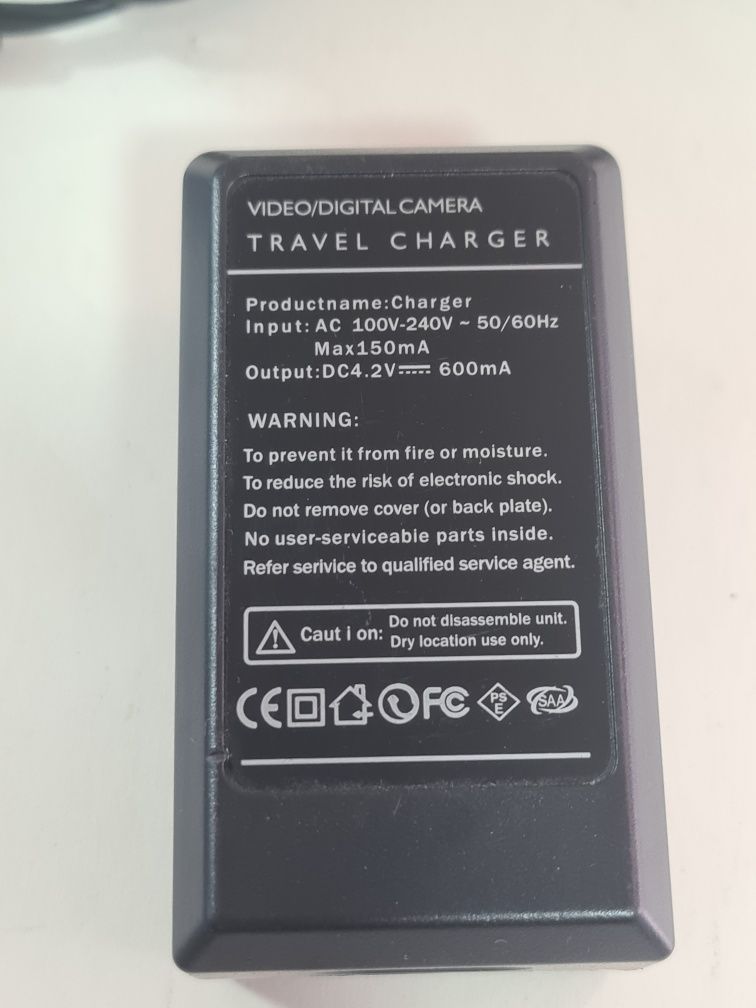 VIDEO/DIGITAL CAMERA
TRAVEL CHARGER
Productname:Charger
Input: AC 100V-240V ~ 50/60Hz
Max150mA
Output:DC4.2V⎓ 600mA
WARNING:
To prevent it from fire or moisture.
To reduce the risk of electronic shock.
Do not remove cover (or back plate).
No user-serviceable parts inside.
Refer serivice to qualified service agent.
Caut i on: Do not disassemble unit.
Dry location use only.
CE FC PS E SAA